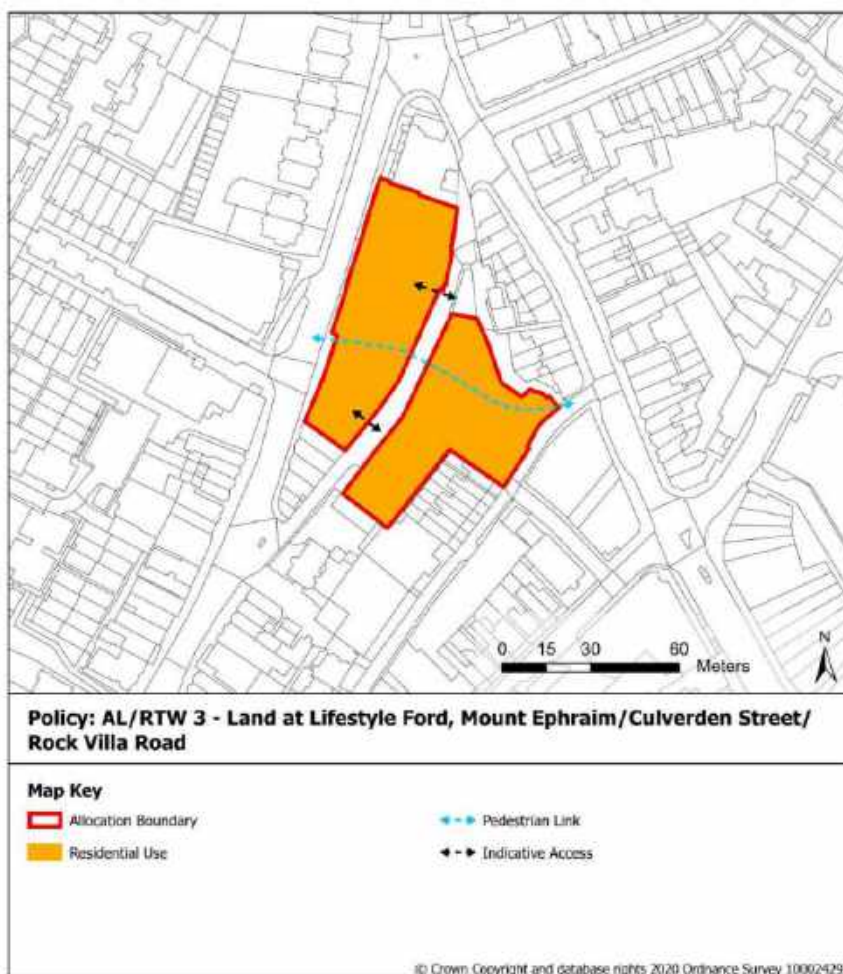 N
0 15 30 60
Meters
Policy: AL/RTW 3 - Land at Lifestyle Ford, Mount Ephraim/Culverden Street/
Rock Villa Road
Map Key
Allocation Boundary
Pedestrian Link
Residential Use
Indicative Access
© Crown Copyright and database rights 2020 Ordnance Survey 10002429